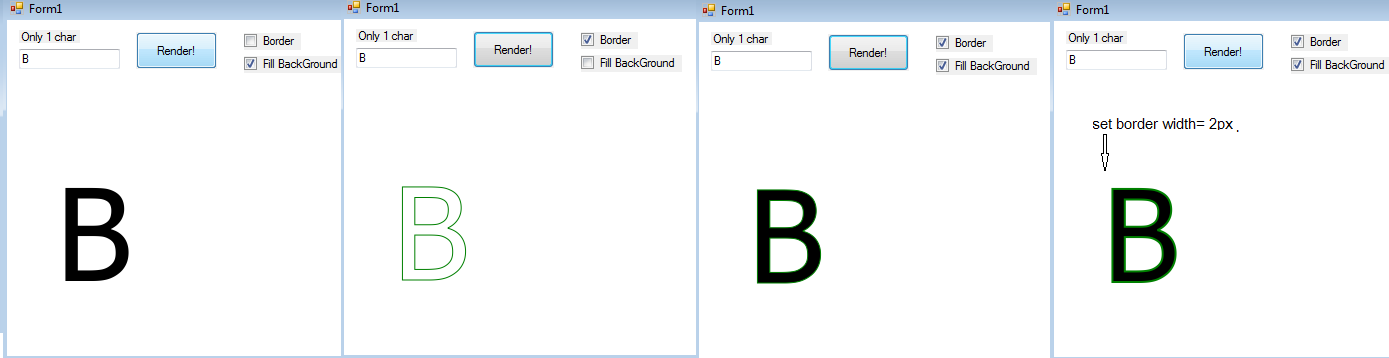 Form1
Only 1 char
Render!
Border
B
Fill BackGround
B
Form1
Only 1 char
Render!
Border
B
Fill BackGround
B
Form1
Only 1 char
Render!
Border
B
Fill BackGround
B
Form1
Only 1 char
Render!
Border
B
Fill BackGround
set border width= 2px .
B